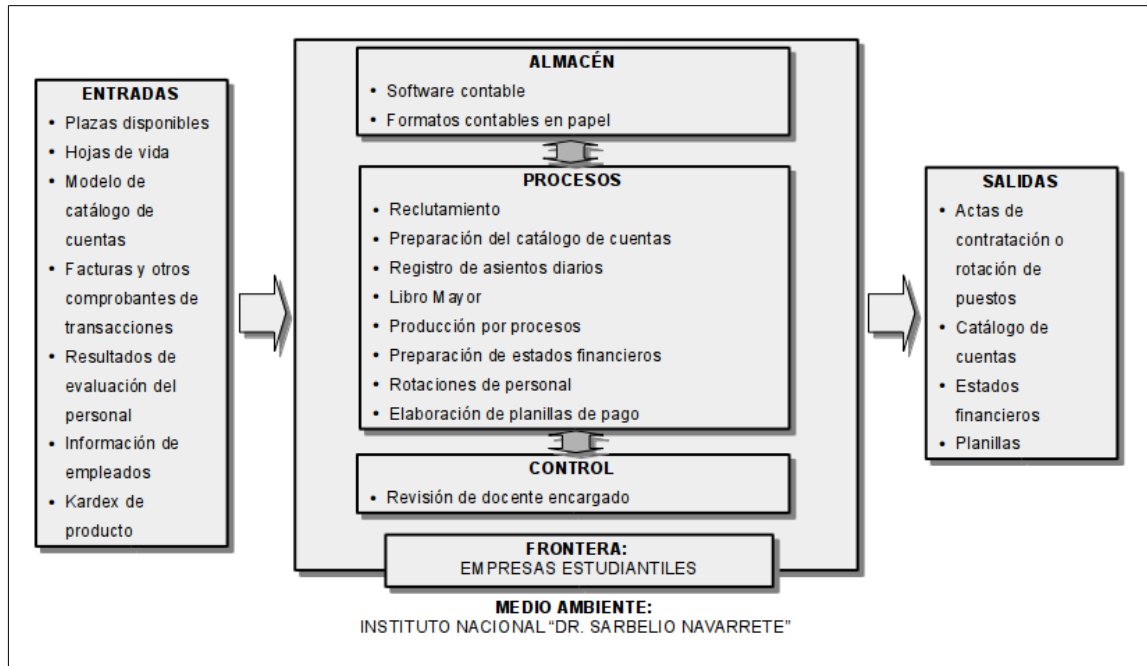 ENTRADAS
• Plazas disponibles
• Hojas de vida
• Modelo de
catálogo de
cuentas
• Facturas y otros
comprobantes de
transacciones
• Resultados de
evaluación del
personal
• Información de
empleados
• Kardex de
producto
ALMACÉN
• Software contable
• Formatos contables en papel
PROCESOS
• Reclutamiento
• Preparación del catálogo de cuentas
• Registro de asientos diarios
• Libro Mayor
• Producción por procesos
• Preparación de estados financieros
• Rotaciones de personal
• Elaboración de planillas de pago
CONTROL
• Revisión de docente encargado
FRONTERA:
EMPRESAS ESTUDIANTILES
MEDIO AMBIENTE:
INSTITUTO NACIONAL “DR. SARBELIO NAVARRETE”
SALIDAS
• Actas de
contratación o
rotación de
puestos
• Catálogo de
cuentas
• Estados
financieros
• Planillas